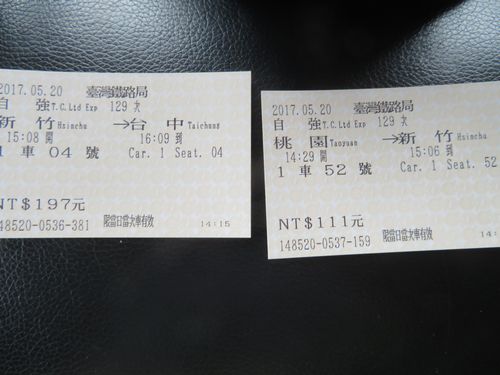 2017.05.20 臺灣鐵路局
自 強 T.C.Ltd Exp 129 次
新 竹 Hsinchu →台 中 Taichung
15:08 開 16:09 到
1 車 04 號 Car. 1 Seat. 04
NT$197元
148520-0536-381 限當日當次車有效 14:15
2017.05.20 臺灣鐵路局
自 強 T.C.Ltd Exp 129 次
桃 園 Taoyuan →新 竹 Hsinchu
14:29 開 15:06 到
1 車 52 號 Car. 1 Seat. 52
NT$111元
148520-0537-159 限當日當次車有效 14: